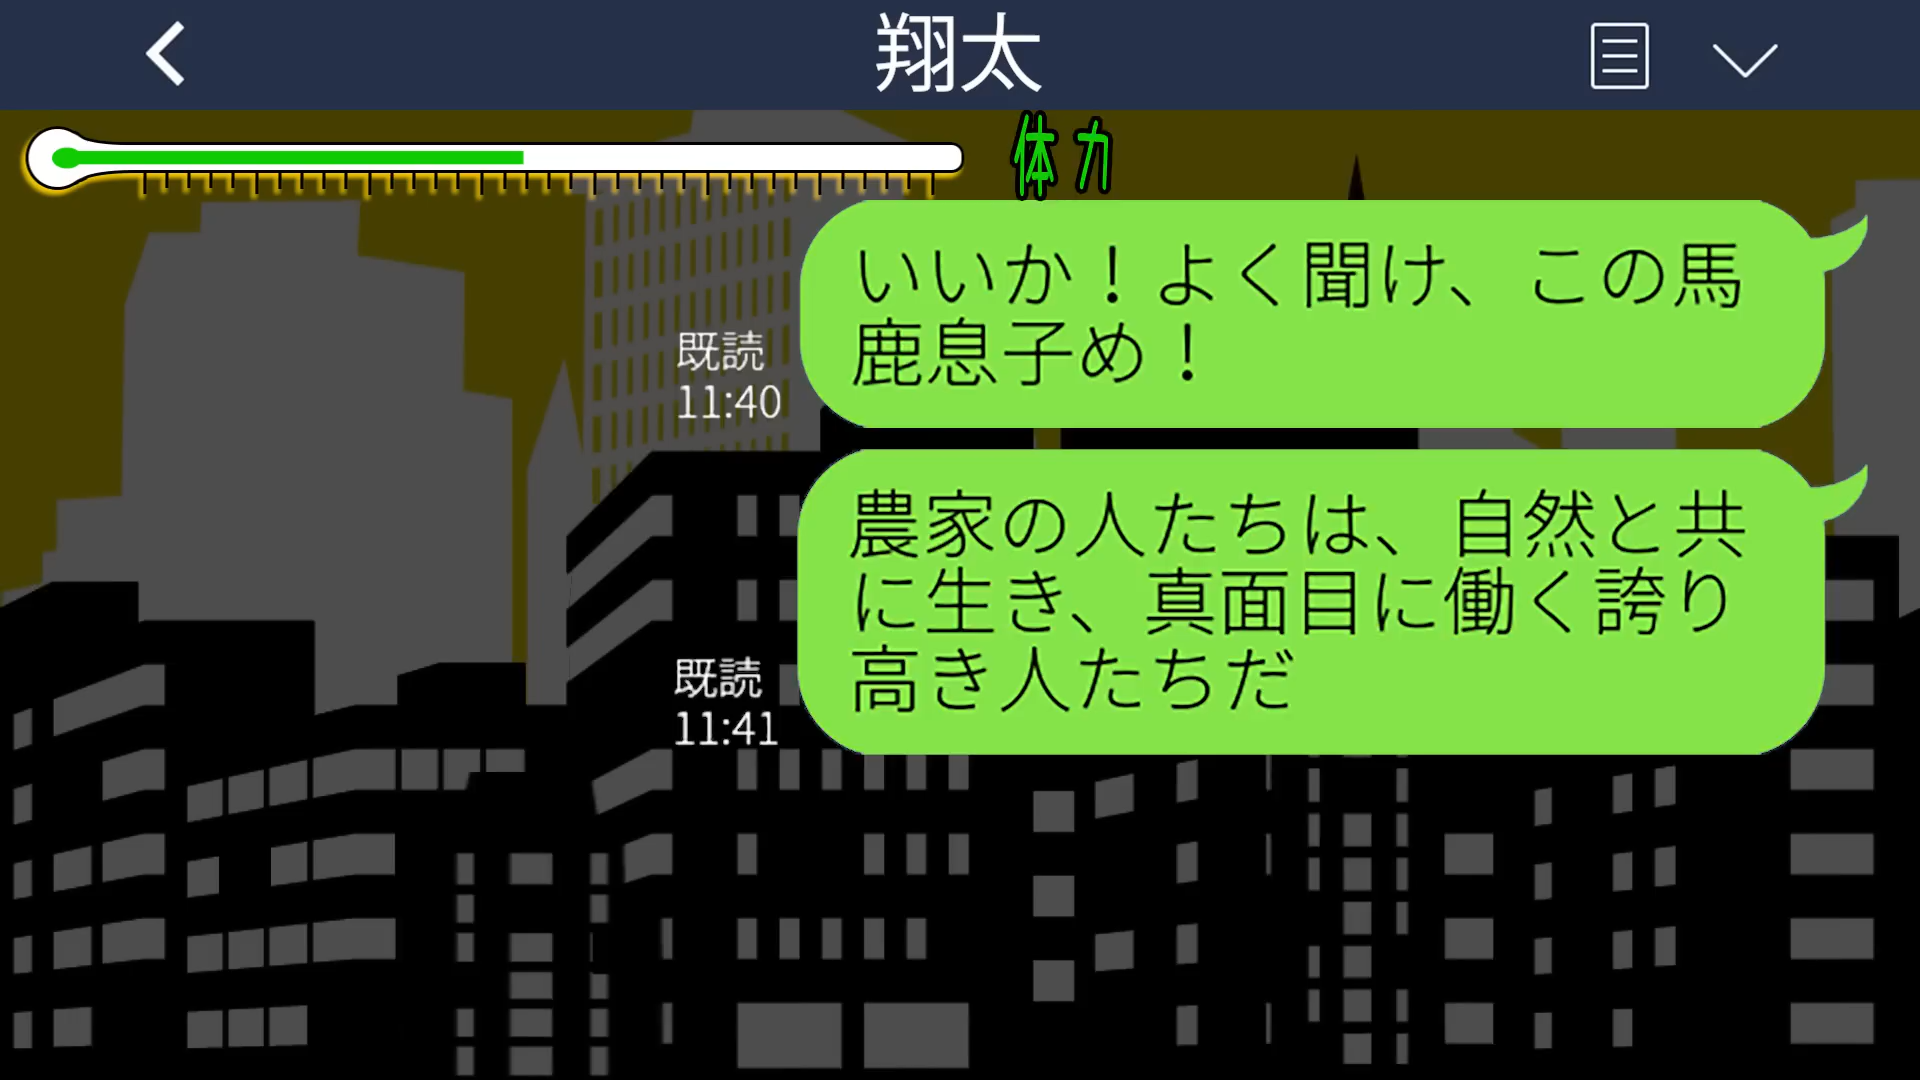 翔太
体力
いいか！よく聞け、この馬
鹿息子め！
既読
11:40
農家の人たちは、自然と共
に生き、真面目に働く誇り
高き人たちだ
既読
11:41